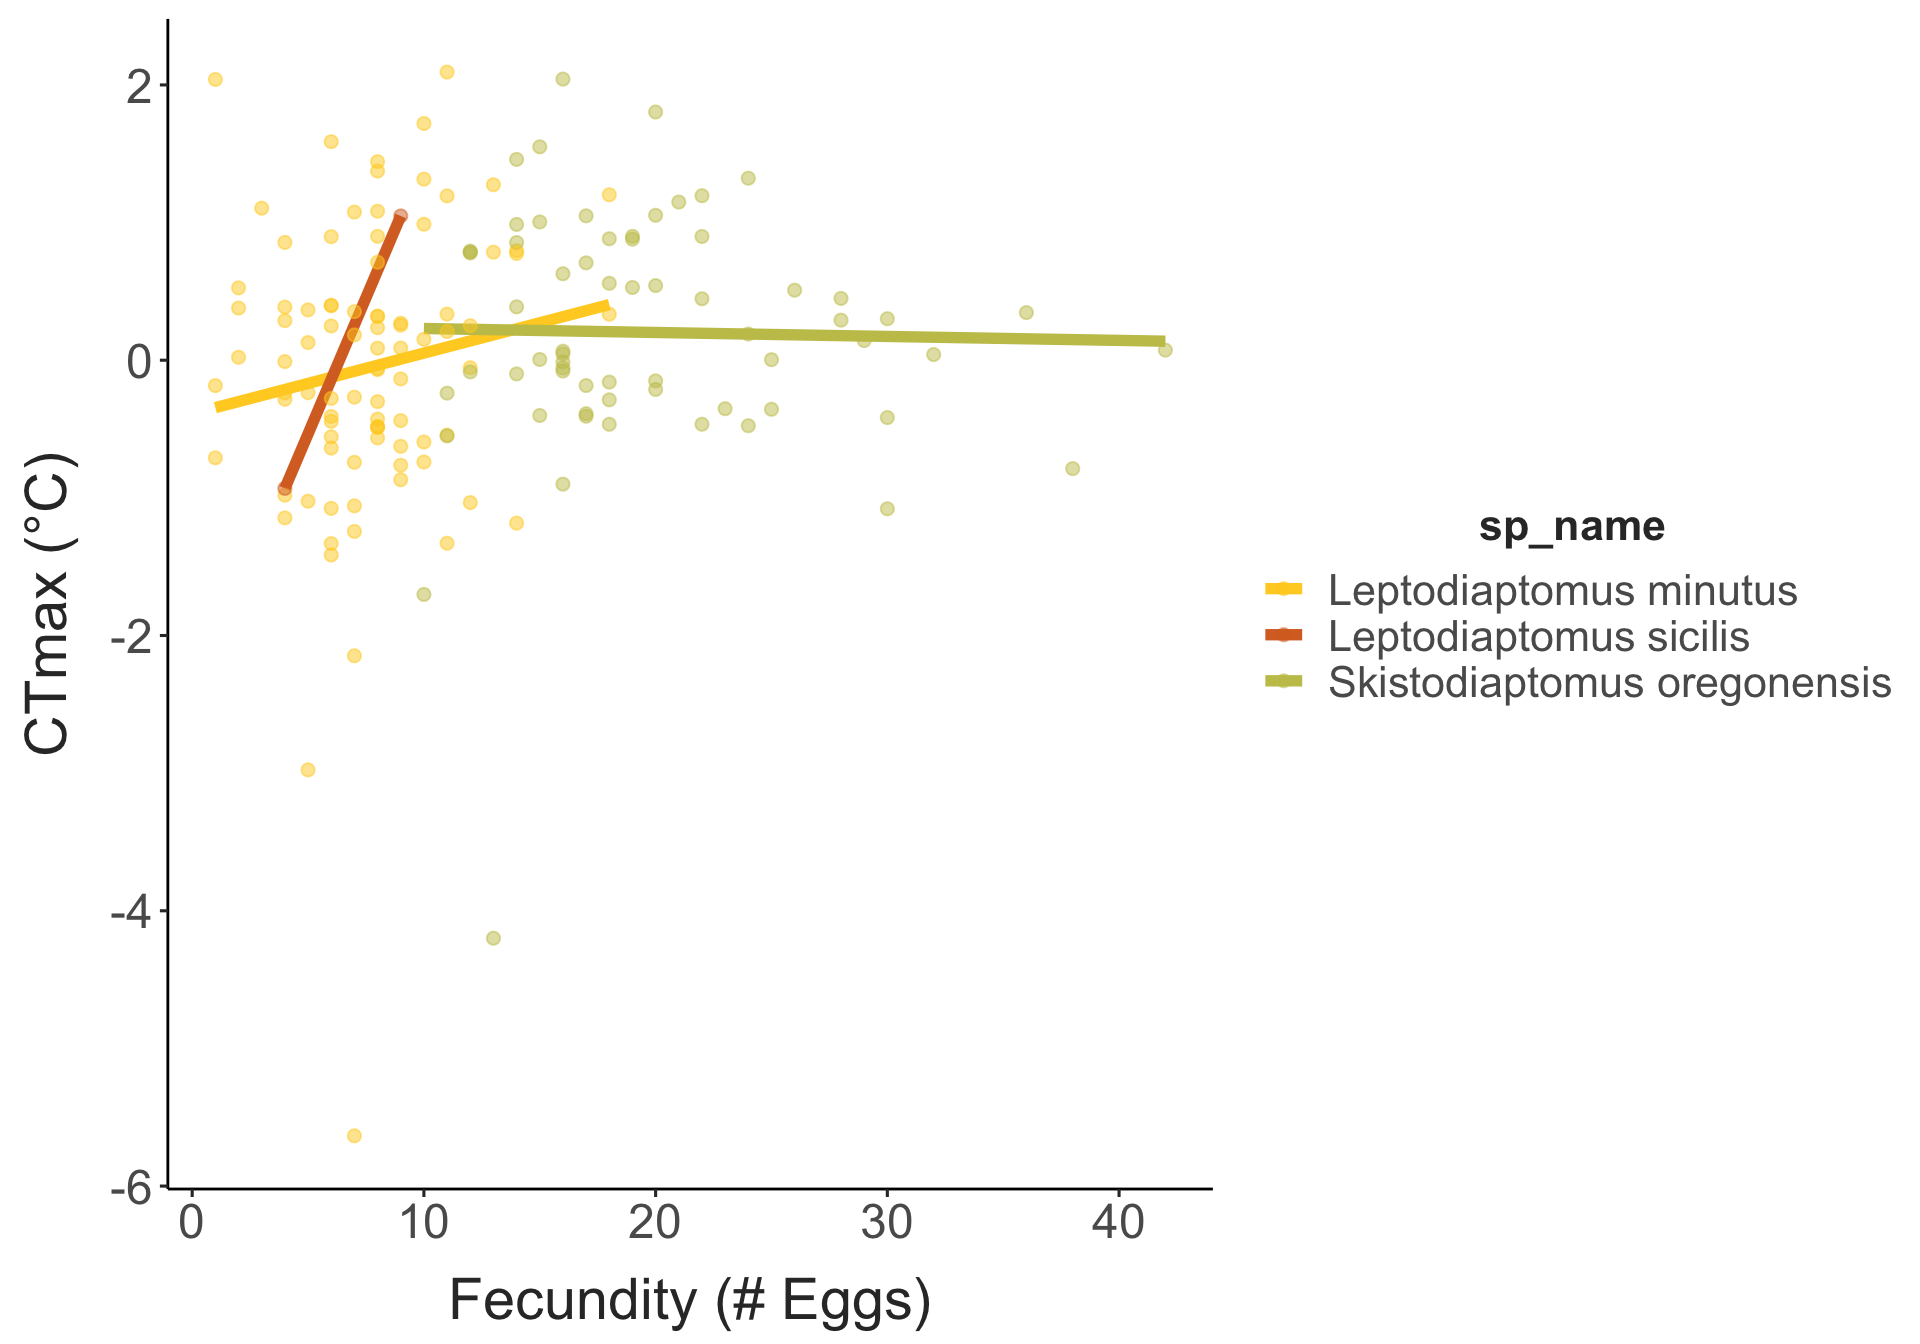 2
0
-2
-4
-6
0 10 20 30 40
CTmax (°C)
Fecundity (# Eggs)
sp_name
Leptodiaptomus minutus
Leptodiaptomus sicilis
Skistodiaptomus oregonensis